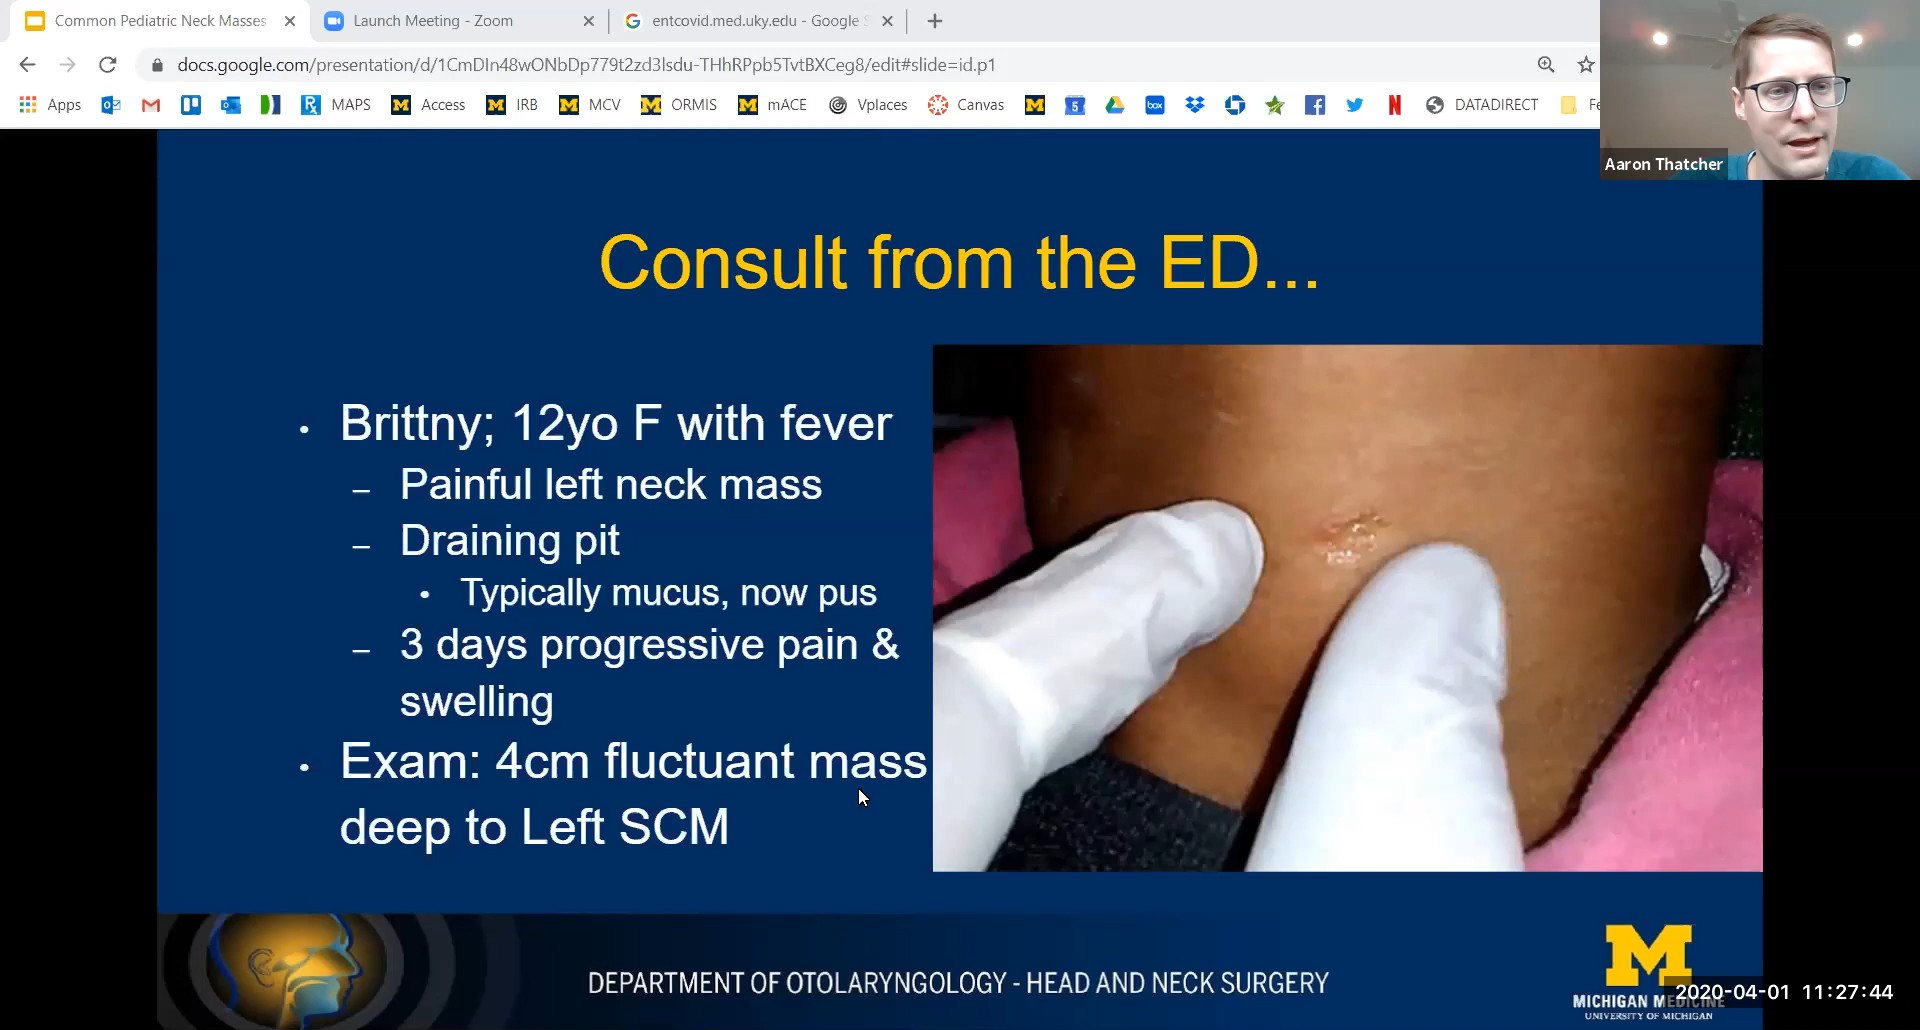 Common Pediatric Neck Masses
Launch Meeting - Zoom
entcovid.med.uky.edu - Google
docs.google.com/presentation/d/1CmDIn48wONbDp779t2zd3lsdu-THhRPpb5TvtBXCeg8/edit#slide=id.p1
Apps
MAPS
Access
IRB
MCV
ORMIS
mACE
Vplaces
Canvas
5
box
DATADIRECT
Aaron Thatcher
Consult from the ED...
• Brittny; 12yo F with fever
– Painful left neck mass
– Draining pit
• Typically mucus, now pus
– 3 days progressive pain &
swelling
• Exam: 4cm fluctuant mass
deep to Left SCM
DEPARTMENT OF OTOLARYNGOLOGY - HEAD AND NECK SURGERY
M
MICHIGAN MEDICINE
UNIVERSITY OF MICHIGAN
2020-04-01 11:27:44